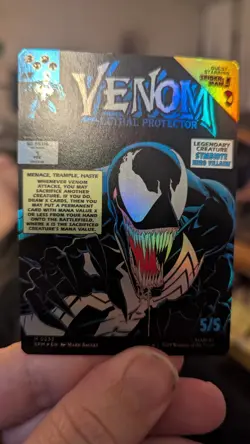 GUEST
STARRING
SPIDER-MAN
VENOM
LETHAL PROTECTOR
LEGENDARY
CREATURE
SYMBIOTE
HERO VILLAIN
MENACE, TRAMPLE, HASTE
WHENEVER VENOM
ATTACKS, YOU MAY
SACRIFICE ANOTHER
CREATURE. IF YOU DO,
DRAW X CARDS, THEN YOU
MAY PUT A PERMANENT
CARD WITH MANA VALUE X
OR LESS FROM YOUR HAND
ONTO THE BATTLEFIELD,
WHERE X IS THE SACRIFICED
CREATURE'S MANA VALUE.
5/5